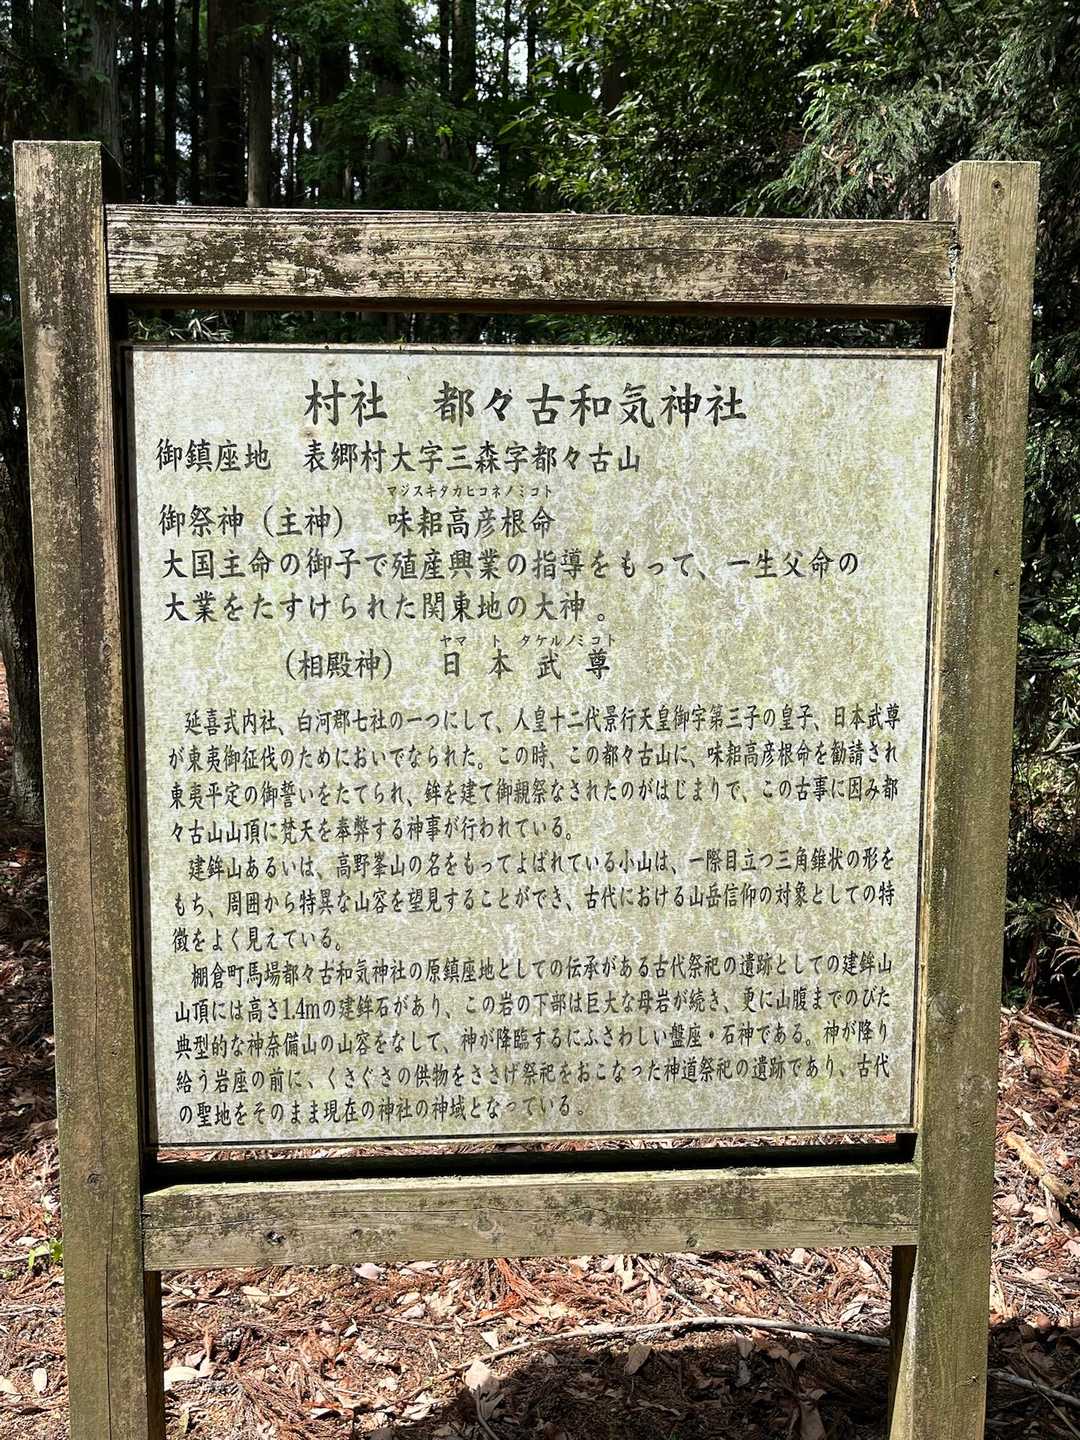 村社　都々古和気神社
御鎮座地　表郷村大字三森字都々古山
マジスキタカヒコネノミコト
御祭神（主神）　味耜高彦根命
大国主命の御子で殖産興業の指導をもって、一生父命の
大業をたすけられた関東地の大神。
ヤマ　ト　タケルノミコト
（相殿神）　日本武尊
延喜式内社、白河郡七社の一つにして、人皇十二代景行天皇御宇第三子の皇子、日本武尊
が東夷御征伐のためにおいでなられた。この時、この都々古山に、味耜高彦根命を勧請され
東夷平定の御誓いをたてられ、鉾を建て御親祭なされたのがはじまりで、この古事に因み都
々古山山頂に梵天を奉弊する神事が行われている。
建鉾山あるいは、高野峯山の名をもってよばれている小山は、一際目立つ三角錐状の形を
もち、周囲から特異な山容を望見することができ、古代における山岳信仰の対象としての特
徴をよく見えている。
棚倉町馬場都々古和気神社の原鎮座地としての伝承がある古代祭祀の遺跡としての建鉾山
山頂には高さ1.4mの建鉾石があり、この岩の下部は巨大な母岩が続き、更に山腹までのびた
典型的な神奈備山の山容をなして、神が降臨するにふさわしい盤座・石神である。神が降り
給う岩座の前に、くさぐさの供物をささげ祭祀をおこなった神道祭祀の遺跡であり、古代
の聖地をそのまま現在の神社の神域となっている。